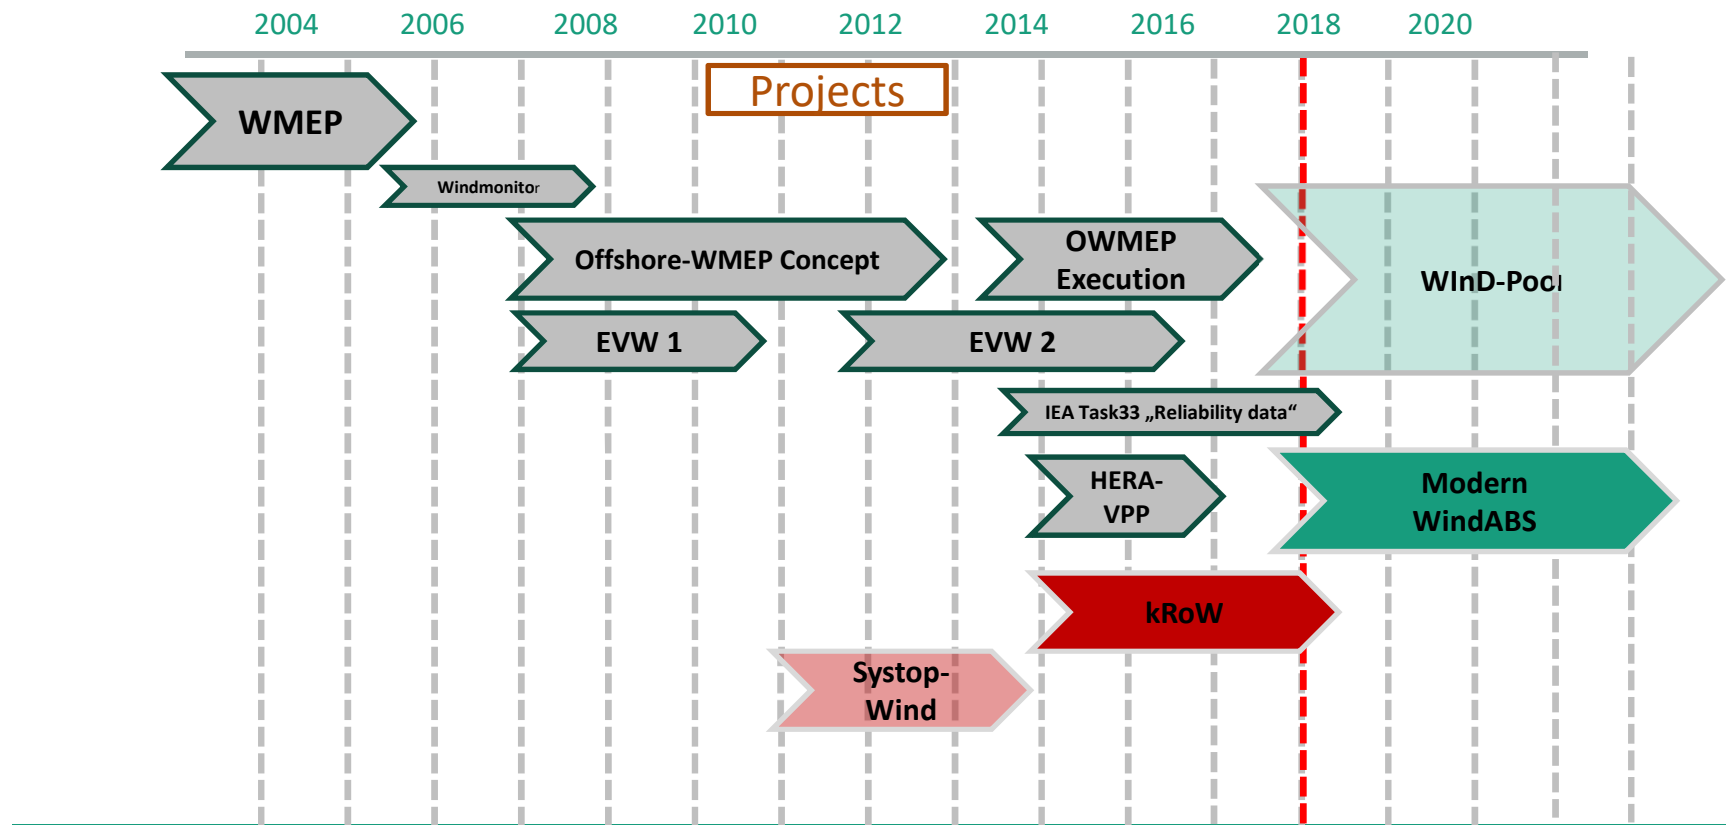 2004 2006 2008 2010 2012 2014 2016 2018 2020
Projects
WMEP
Windmonitor
Offshore-WMEP Concept
OWMEP
Execution
WInD-Pool
EVW 1
EVW 2
IEA Task33 „Reliability data“
HERA-
VPP
Modern
WindABS
kRoW
Systop-
Wind